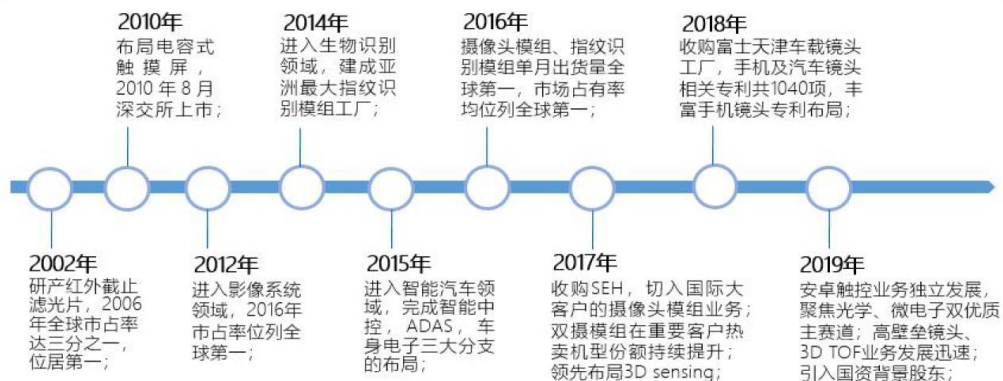 2010年
布局电容式
触摸屏，
2010年8月
深交所上市；
2014年
进入生物识别
领域，建成亚
洲最大指纹识
别模组工厂；
2016年
摄像头模组、指纹识
别模组单月出货量全
球第一，市场占有率
均位列全球第一；
2018年
收购富士天津车载镜头
工厂，手机及汽车镜头
相关专利共1040项，丰
富手机镜头专利布局；
2002年
研产红外截止
滤光片，2006
年全球市占率
达三分之一，
位居第一；
2012年
进入影像系统
领域，2016年
市占率位列全
球第一；
2015年
进入智能汽车领
域，完成智能中
控，ADAS，车
身电子三大分支
的布局；
2017年
收购SEH，切入国际大
客户的摄像头模组业务；
双摄模组在重要客户热
卖机型份额持续提升；
领先布局3D sensing；
2019年
安卓触控业务独立发展，
聚焦光学、微电子双优质
主赛道；高壁垒镜头、
3D TOF业务发展迅速；
引入国资背景股东；